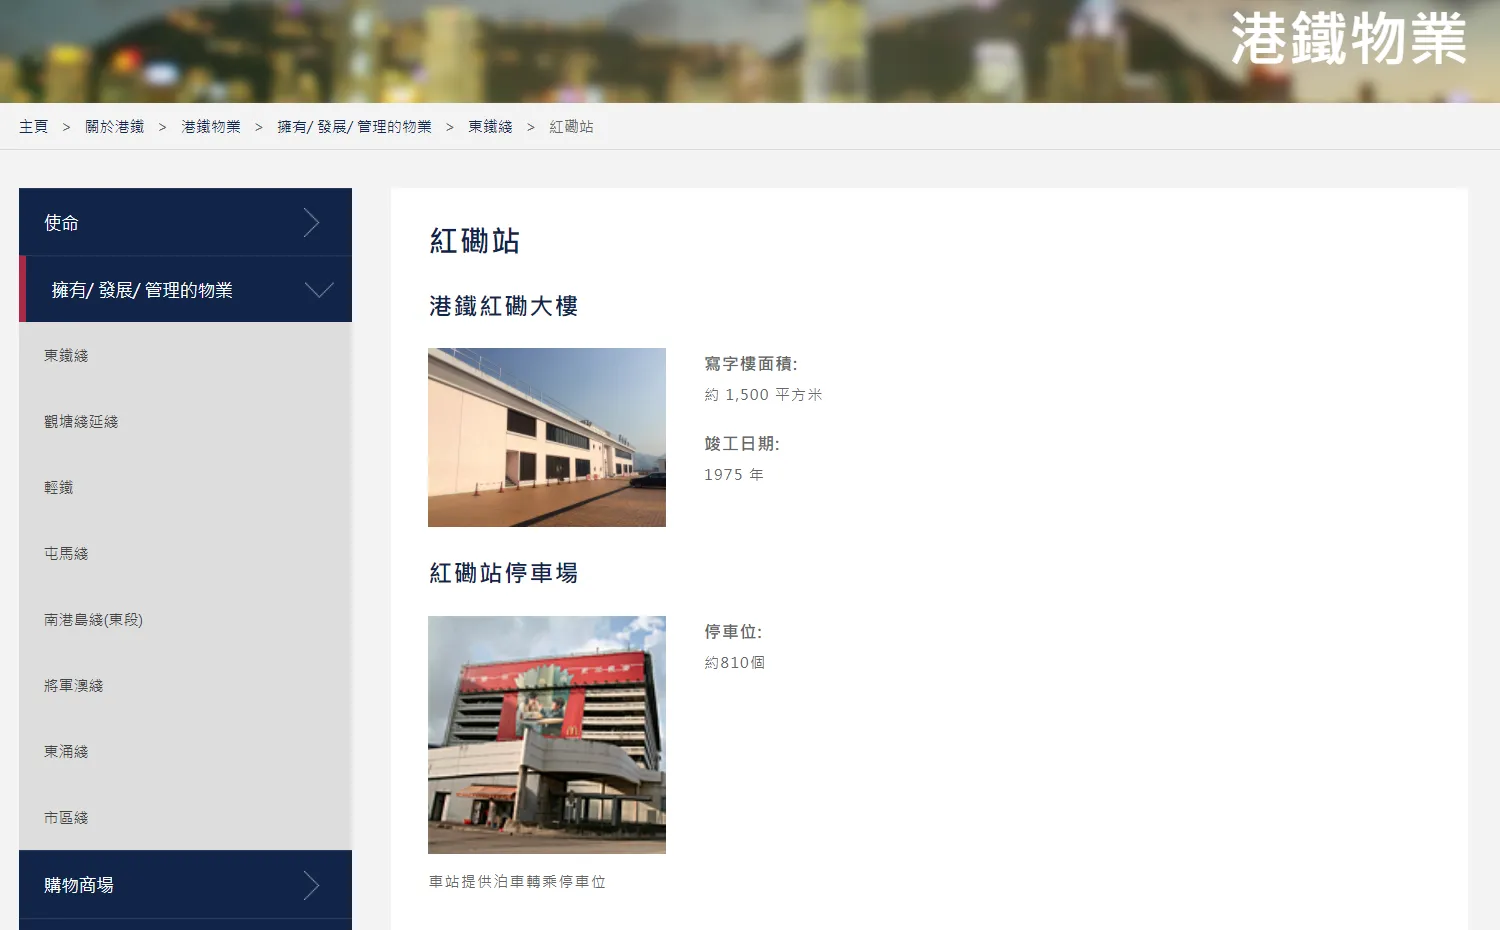 港鐵物業
主頁 > 關於港鐵 > 港鐵物業 > 擁有/ 發展/ 管理的物業 > 東鐵綫 > 紅磡站
使命
擁有/ 發展/ 管理的物業
東鐵綫
觀塘綫延綫
輕鐵
屯馬綫
南港島綫(東段)
將軍澳綫
東涌綫
市區綫
購物商場
紅磡站
港鐵紅磡大樓
寫字樓面積:
約 1,500 平方米
竣工日期:
1975 年
紅磡站停車場
停車位:
約810個
車站提供泊車轉乘停車位